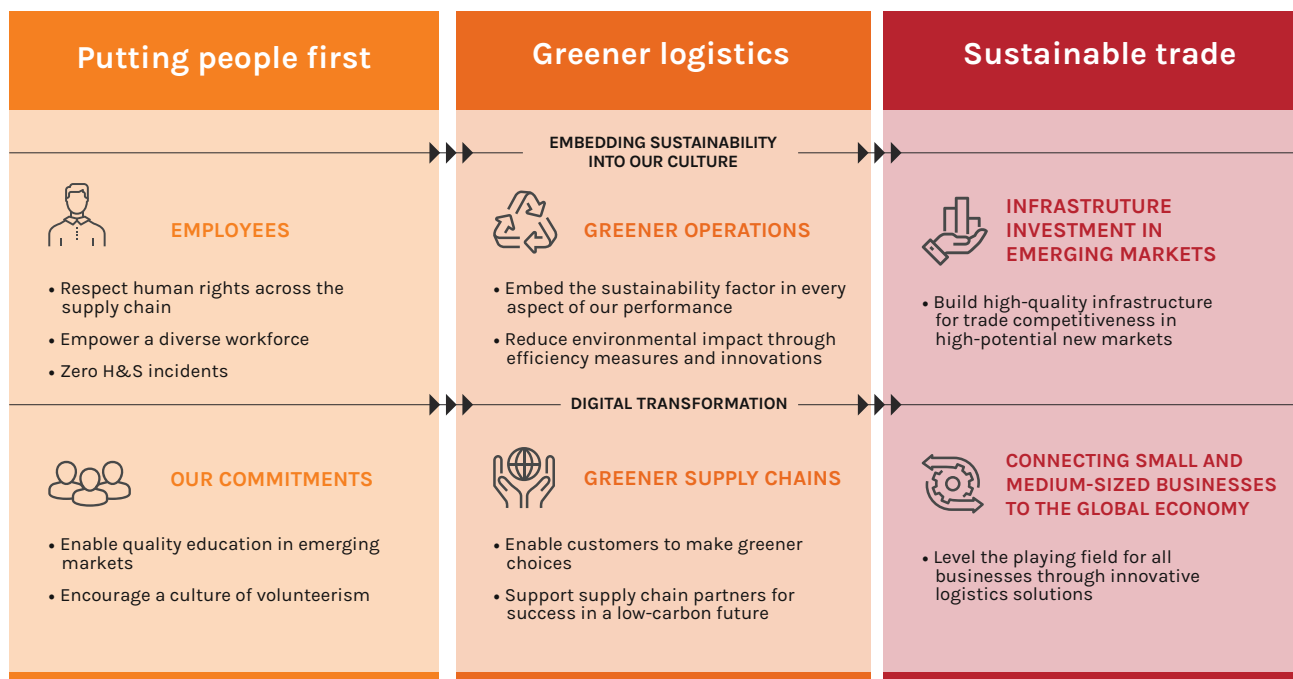 Putting people first
Greener logistics
Sustainable trade
EMBEDDING SUSTAINABILITY
INTO OUR CULTURE
EMPLOYEES
• Respect human rights across the
supply chain
• Empower a diverse workforce
• Zero H&S incidents
GREENER OPERATIONS
• Embed the sustainability factor in every
aspect of our performance
• Reduce environmental impact through
efficiency measures and innovations
INFRASTRUTURE
INVESTMENT IN
EMERGING MARKETS
• Build high-quality infrastructure
for trade competitiveness in
high-potential new markets
DIGITAL TRANSFORMATION
OUR COMMITMENTS
• Enable quality education in emerging
markets
• Encourage a culture of volunteerism
GREENER SUPPLY CHAINS
• Enable customers to make greener
choices
• Support supply chain partners for
success in a low-carbon future
CONNECTING SMALL AND
MEDIUM-SIZED BUSINESSES
TO THE GLOBAL ECONOMY
• Level the playing field for all
businesses through innovative
logistics solutions